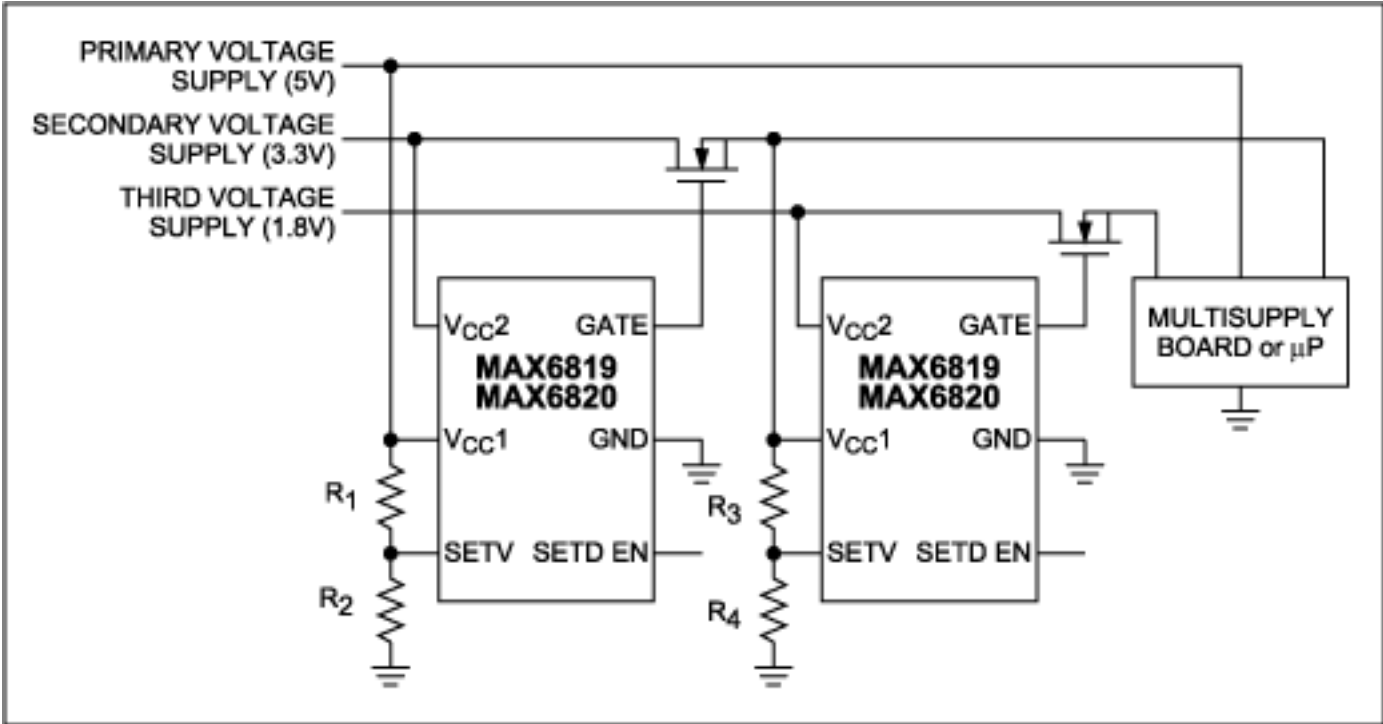 PRIMARY VOLTAGE
SUPPLY (5V)
SECONDARY VOLTAGE
SUPPLY (3.3V)
THIRD VOLTAGE
SUPPLY (1.8V)
VCC2 GATE
MAX6819
MAX6820
VCC1 GND
SETV SETD EN
R1
R2
VCC2 GATE
MAX6819
MAX6820
VCC1 GND
SETV SETD EN
R3
R4
MULTISUPPLY
BOARD or µP